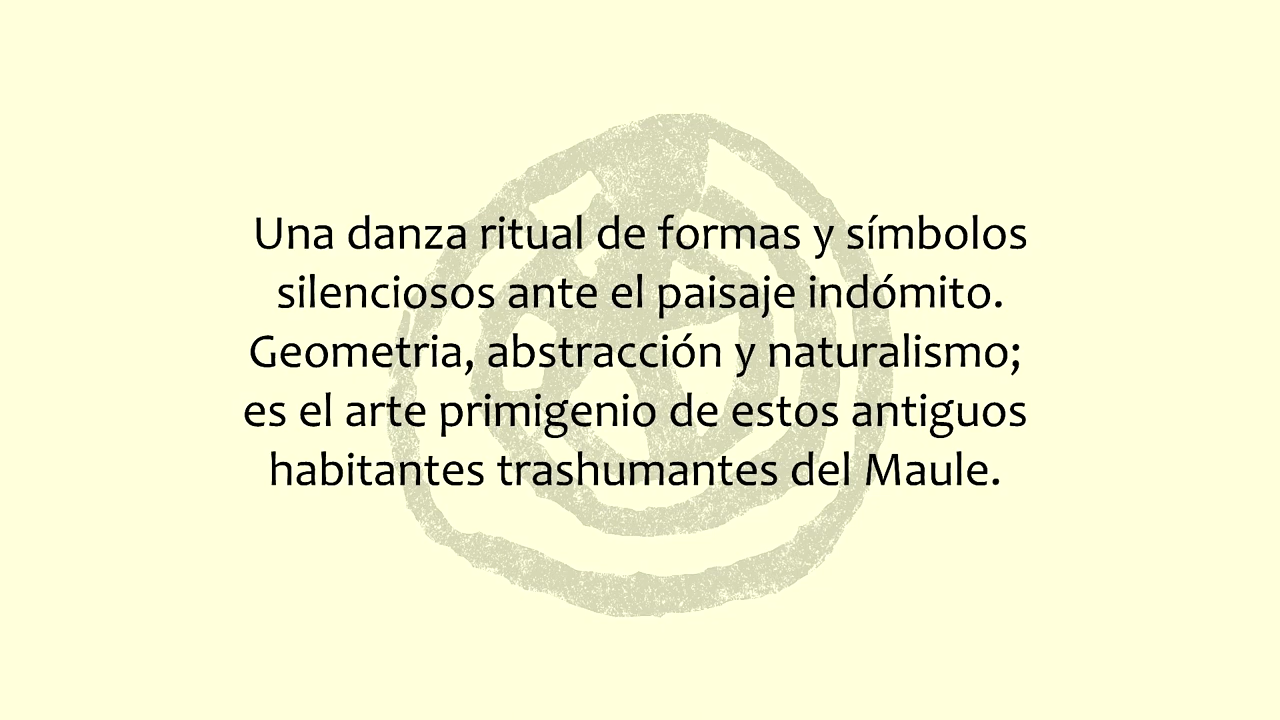 Una danza ritual de formas y símbolos
silenciosos ante el paisaje indómito.
Geometria, abstracción y naturalismo;
es el arte primigenio de estos antiguos
habitantes trashumantes del Maule.